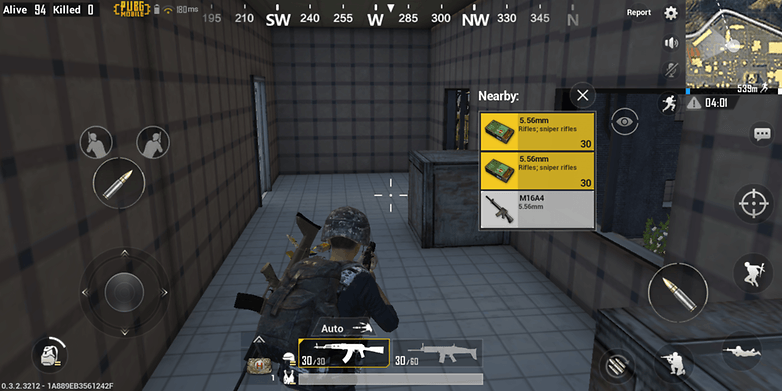 Alive 94 Killed 0
PUBG MOBILE
180ms
195 210 SW 240 255 W 285 300 NW 330 345 N
Report
539m
04:01
Nearby:
5.56mm
Rifles; sniper rifles
30
5.56mm
Rifles; sniper rifles
30
M16A4
5.56mm
Auto
30/30
30/60
1
0.3.2.3212 - 1A889EB3561242F